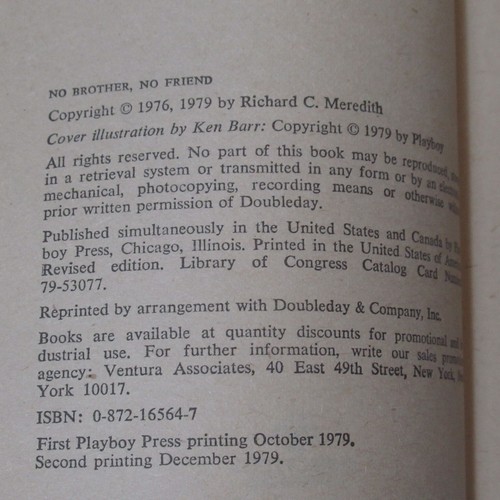 NO BROTHER, NO FRIEND
Copyright © 1976, 1979 by Richard C. Meredith
Cover illustration by Ken Barr: Copyright © 1979 by Playboy
All rights reserved. No part of this book may be reproduced,
in a retrieval system or transmitted in any form or by an
mechanical, photocopying, recording means or otherwise
prior written permission of Doubleday.
Published simultaneously in the United States and Canada by
boy Press, Chicago, Illinois. Printed in the United States of
Revised edition. Library of Congress Catalog Card
79-53077.
Reprinted by arrangement with Doubleday & Company, Inc.
Books are available at quantity discounts for promotional and
dustrial use. For further information, write our sales
agency: Ventura Associates, 40 East 49th Street, New York,
York 10017.
ISBN: 0-872-16564-7
First Playboy Press printing October 1979.
Second printing December 1979.